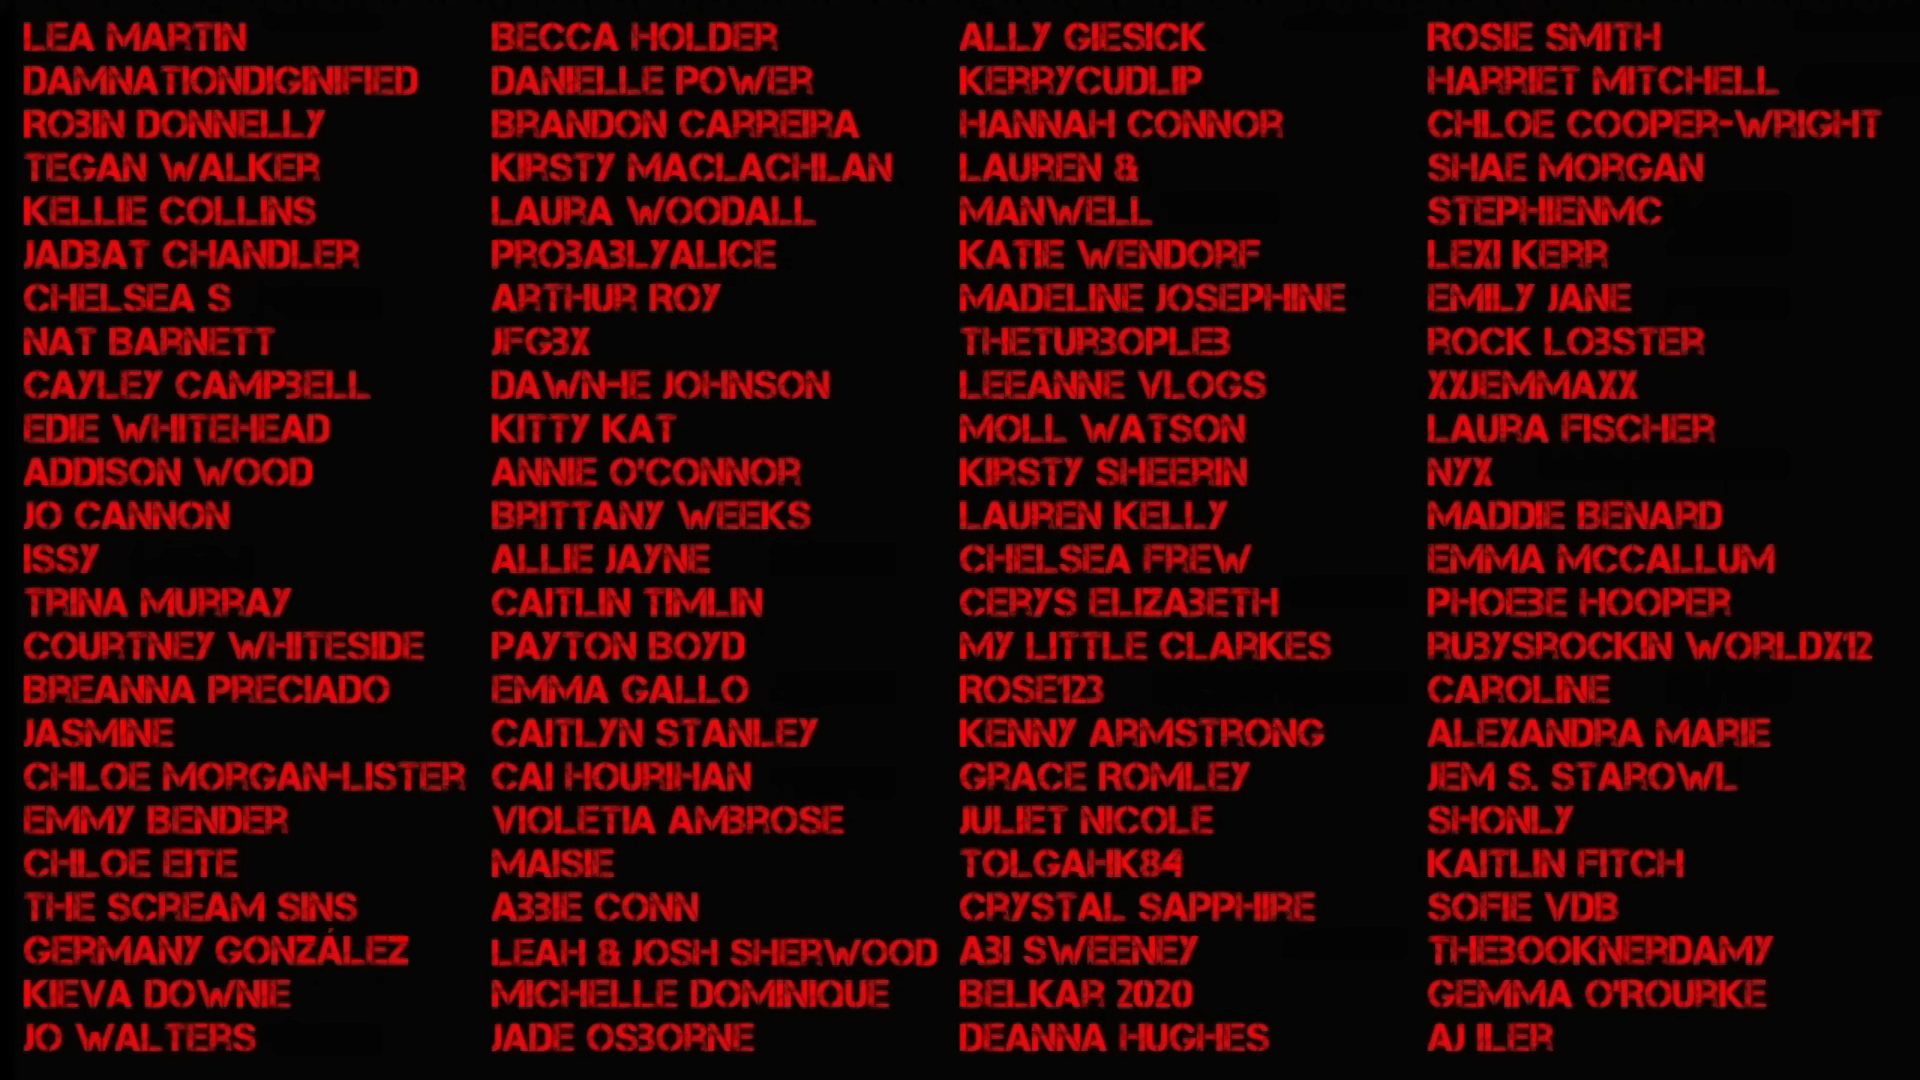 LEA MARTIN
DAMNATIONDIGINIFIED
ROBIN DONNELLY
TEGAN WALKER
KELLIE COLLINS
JADBAT CHANDLER
CHELSEA S
NAT BARNETT
CAYLEY CAMPBELL
EDIE WHITEHEAD
ADDISON WOOD
JO CANNON
ISSY
TRINA MURRAY
COURTNEY WHITESIDE
BREANNA PRECIADO
JASMINE
CHLOE MORGAN-LISTER
EMMY BENDER
CHLOE EITE
THE SCREAM SINS
GERMANY GONZÁLEZ
KIEVA DOWNIE
JO WALTERS
BECCA HOLDER
DANIELLE POWER
BRANDON CARREIRA
KIRSTY MACLACHLAN
LAURA WOODALL
PROBABLYALICE
ARTHUR ROY
JFGBX
DAWN-IE JOHNSON
KITTY KAT
ANNIE O'CONNOR
BRITTANY WEEKS
ALLIE JAYNE
CAITLIN TIMLIN
PAYTON BOYD
EMMA GALLO
CAITLYN STANLEY
CAI HOURIHAN
VIOLETIA AMBROSE
MAISIE
ABBIE CONN
LEAH & JOSH SHERWOOD
MICHELLE DOMINIQUE
JADE OSBORNE
ALLY GIESICK
KERRYCUDLIP
HANNAH CONNOR
LAUREN &
MANWELL
KATIE WENDORF
MADELINE JOSEPHINE
THETURBOPLEB
LEEANNE VLOGS
MOLL WATSON
KIRSTY SHEERIN
LAUREN KELLY
CHELSEA FREW
CERYS ELIZABETH
MY LITTLE CLARKES
ROSE123
KENNY ARMSTRONG
GRACE ROMLEY
JULIET NICOLE
TOLGAHK84
CRYSTAL SAPPHIRE
ABI SWEENEY
BELKAR 2020
DEANNA HUGHES
ROSIE SMITH
HARRIET MITCHELL
CHLOE COOPER-WRIGHT
SHAE MORGAN
STEPHIENMC
LEXI KERR
EMILY JANE
ROCK LOBSTER
XXJEMMAXX
LAURA FISCHER
NYX
MADDIE BENARD
EMMA MCCALLUM
PHOEBE HOOPER
RUBYSROCKIN WORLDX12
CAROLINE
ALEXANDRA MARIE
JEM S. STAROWL
SHONLY
KAITLIN FITCH
SOFIE VDB
THEBOOKNERDAMY
GEMMA O'ROURKE
AJ ILER